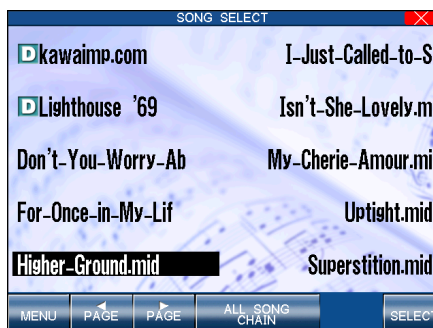 SONG SELECT
D kawaimp.com
D Lighthouse '69
Don't-You-Worry-Ab
For-Once-in-My-Lif
Higher-Ground.mid
I-Just-Called-to-S
Isn't-She-Lovely.m
My-Cherie-Amour.mi
Uptight.mid
Superstition.mid
MENU
PAGE
PAGE
ALL SONG
CHAIN
SELEC